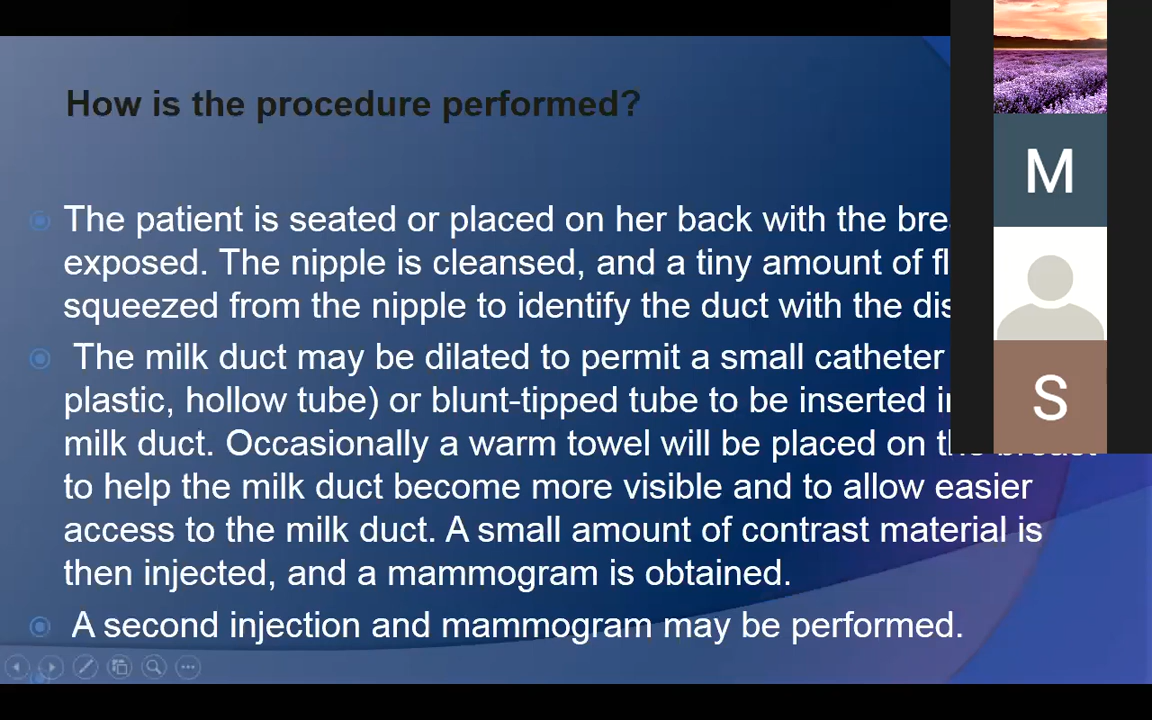 How is the procedure performed?
The patient is seated or placed on her back with the
exposed. The nipple is cleansed, and a tiny amount of
squeezed from the nipple to identify the duct with the
The milk duct may be dilated to permit a small catheter
plastic, hollow tube) or blunt-tipped tube to be inserted
milk duct. Occasionally a warm towel will be placed on
to help the milk duct become more visible and to allow easier
access to the milk duct. A small amount of contrast material is
then injected, and a mammogram is obtained.
A second injection and mammogram may be performed.
M
S